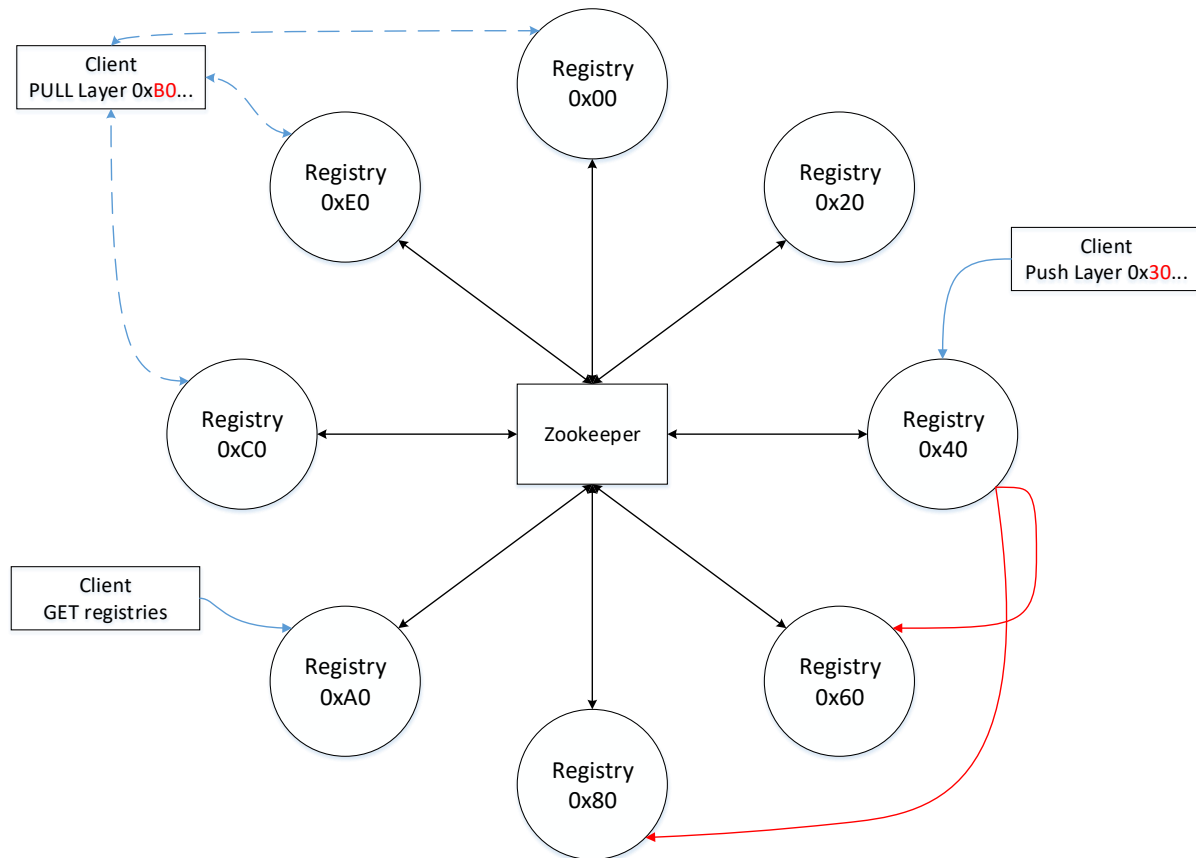 Registry
0x00
Client
PULL Layer 0xB0...
Registry
0xE0
Registry
0x20
Client
Push Layer 0x30...
Registry
0xC0
Zookeeper
Registry
0x40
Client
GET registries
Registry
0xA0
Registry
0x60
Registry
0x80